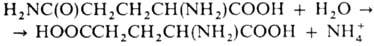 H₂NC(O)CH₂CH₂CH(NH₂)COOH + H₂O →
→ HOOCCH₂CH₂CH(NH₂)COOH + NH₄⁺